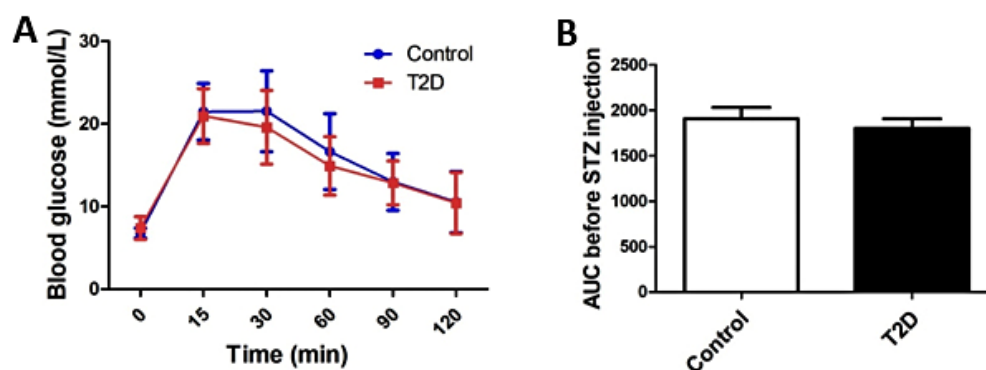 A
Blood glucose (mmol/L)
30
20
10
0
Control
T2D
0
15
30
60
90
120
Time (min)
B
AUC before STZ injection
2500
2000
1500
1000
500
0
Control
T2D